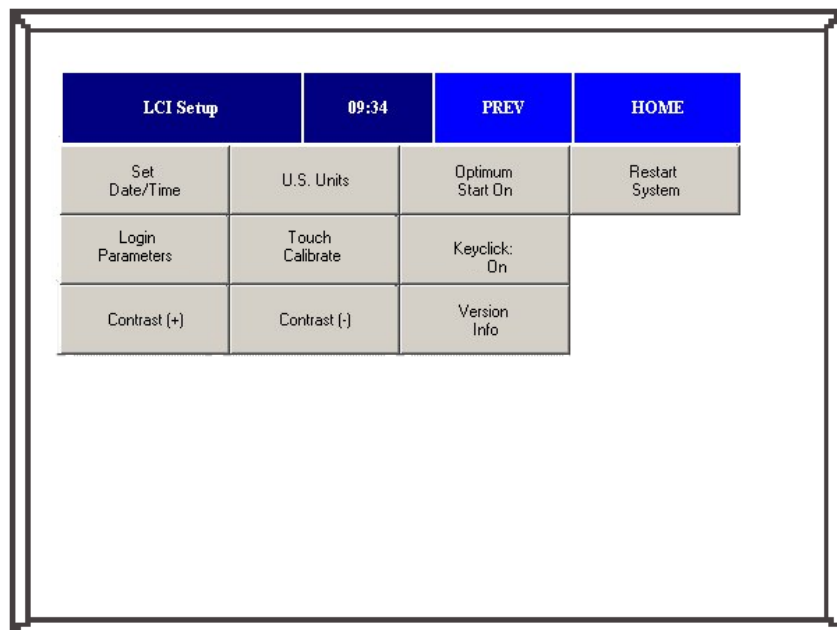 LCI Setup 09:34 PREV HOME
Set
Date/Time
U.S. Units
Optimum
Start On
Restart
System
Login
Parameters
Touch
Calibrate
Keyclick:
On
Contrast (+)
Contrast (-)
Version
Info